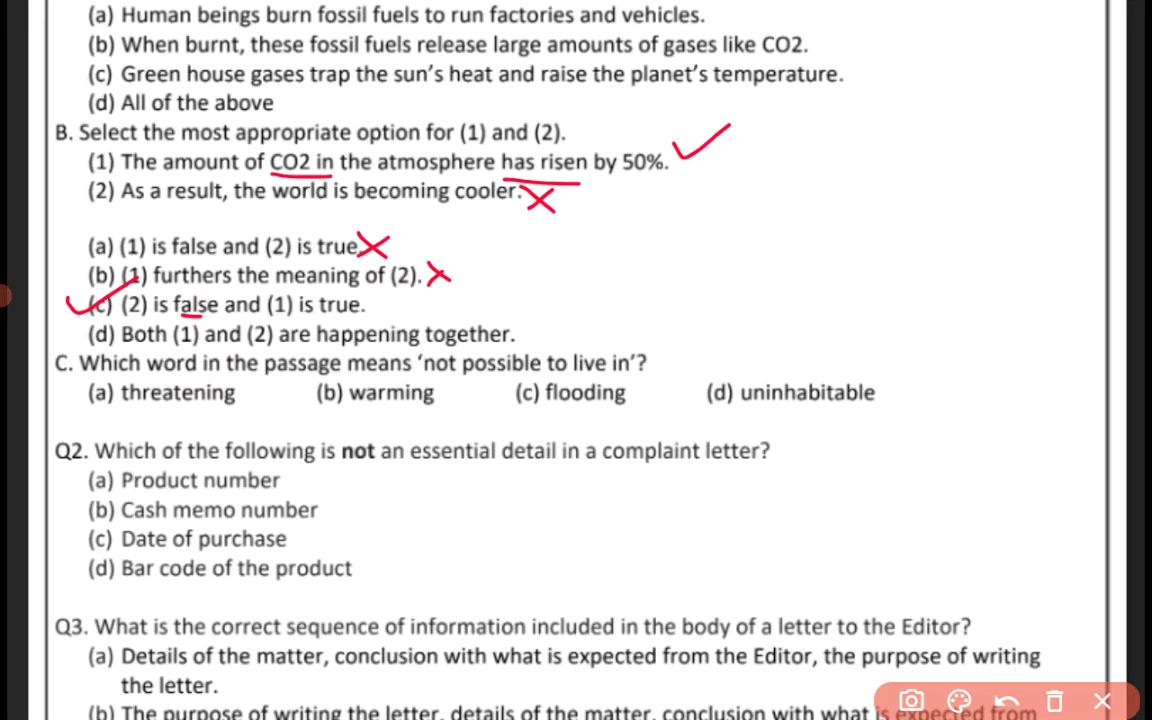 (a) Human beings burn fossil fuels to run factories and vehicles.
(b) When burnt, these fossil fuels release large amounts of gases like CO2.
(c) Green house gases trap the sun's heat and raise the planet's temperature.
(d) All of the above
B. Select the most appropriate option for (1) and (2).
(1) The amount of CO2 in the atmosphere has risen by 50%.
(2) As a result, the world is becoming cooler.
(a) (1) is false and (2) is true.
(b) (1) furthers the meaning of (2).
(c) (2) is false and (1) is true.
(d) Both (1) and (2) are happening together.
C. Which word in the passage means 'not possible to live in'?
(a) threatening (b) warming (c) flooding (d) uninhabitable
Q2. Which of the following is not an essential detail in a complaint letter?
(a) Product number
(b) Cash memo number
(c) Date of purchase
(d) Bar code of the product
Q3. What is the correct sequence of information included in the body of a letter to the Editor?
(a) Details of the matter, conclusion with what is expected from the Editor, the purpose of writing
the letter.
(b) The purpose of writing the letter, details of the matter, conclusion with what is expected from